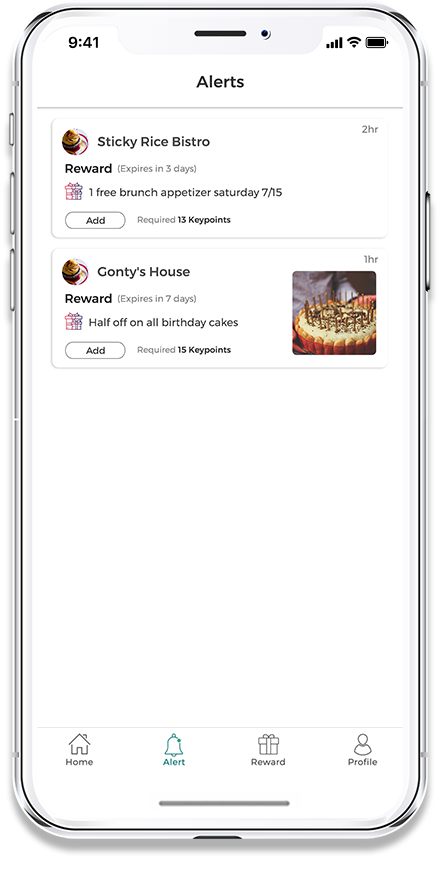 9:41
Alerts
2hr
Sticky Rice Bistro
Reward (Expires in 3 days)
1 free brunch appetizer saturday 7/15
Add Required 13 Keypoints
1hr
Gonty's House
Reward (Expires in 7 days)
Half off on all birthday cakes
Add Required 15 Keypoints
Home Alert Reward Profile